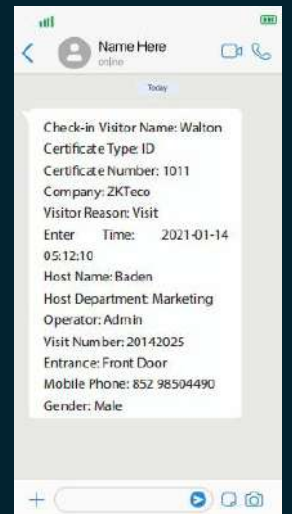 Name Here
online
Today
Check-in Visitor Name: Walton
Certificate Type: ID
Certificate Number: 1011
Company: ZKTeco
Visitor Reason: Visit
Enter Time: 2021-01-14
05:12:10
Host Name: Baden
Host Department: Marketing
Operator: Admin
Visit Number: 20142025
Entrance: Front Door
Mobile Phone: 852 98504490
Gender: Male